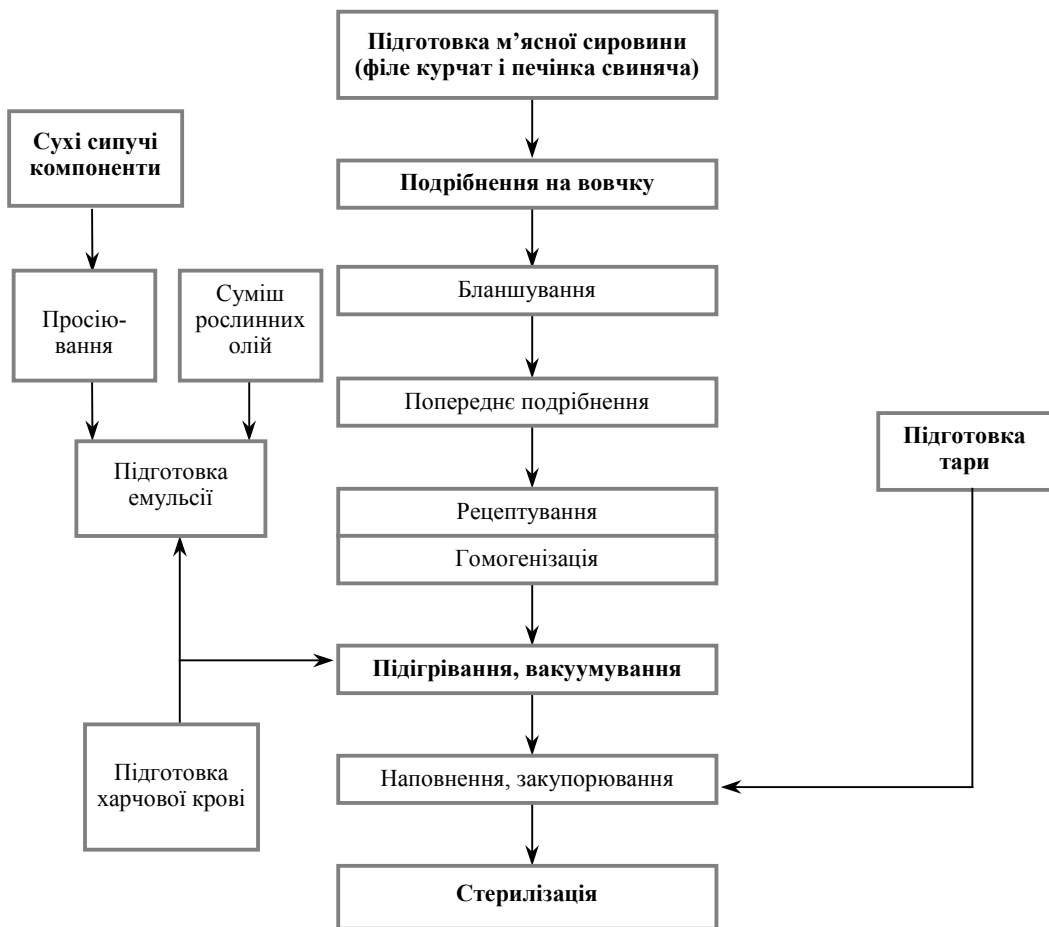 Підготовка м’ясної сировини
(філе курчат і печінка свиняча)
Сухі сипучі
компоненти
Подрібнення на вовчку
Просію-
вання
Суміш
рослинних
олій
Бланшування
Попереднє подрібнення
Підготовка
тари
Підготовка
емульсії
Рецептування
Гомогенізація
Підігрівання, вакуумування
Підготовка
харчової крові
Наповнення, закупорювання
Стерилізація